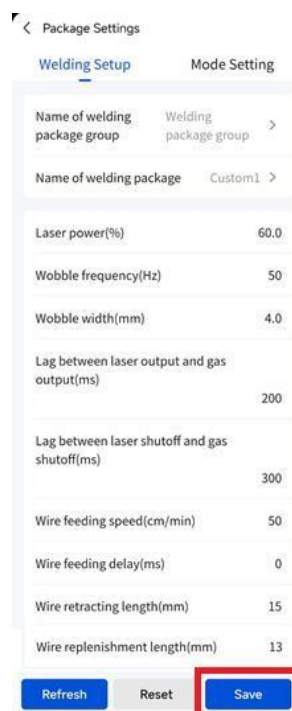 Package Settings
Welding Setup Mode Setting
Name of welding Welding
package group package group
Name of welding package Custom1
Laser power(%) 60.0
Wobble frequency(Hz) 50
Wobble width(mm) 4.0
Lag between laser output and gas
output(ms)
200
Lag between laser shutoff and gas
shutoff(ms)
300
Wire feeding speed(cm/min) 50
Wire feeding delay(ms) 0
Wire retracting length(mm) 15
Wire replenishment length(mm) 13
Refresh Reset Save